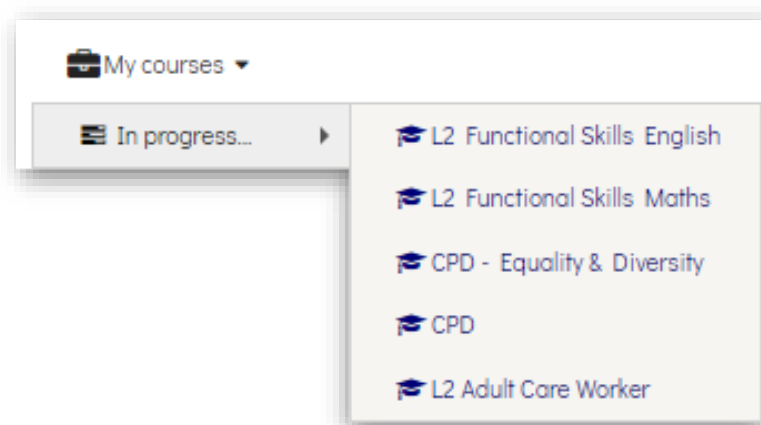 My courses
In progress...
L2 Functional Skills English
L2 Functional Skills Maths
CPD - Equality & Diversity
CPD
L2 Adult Care Worker